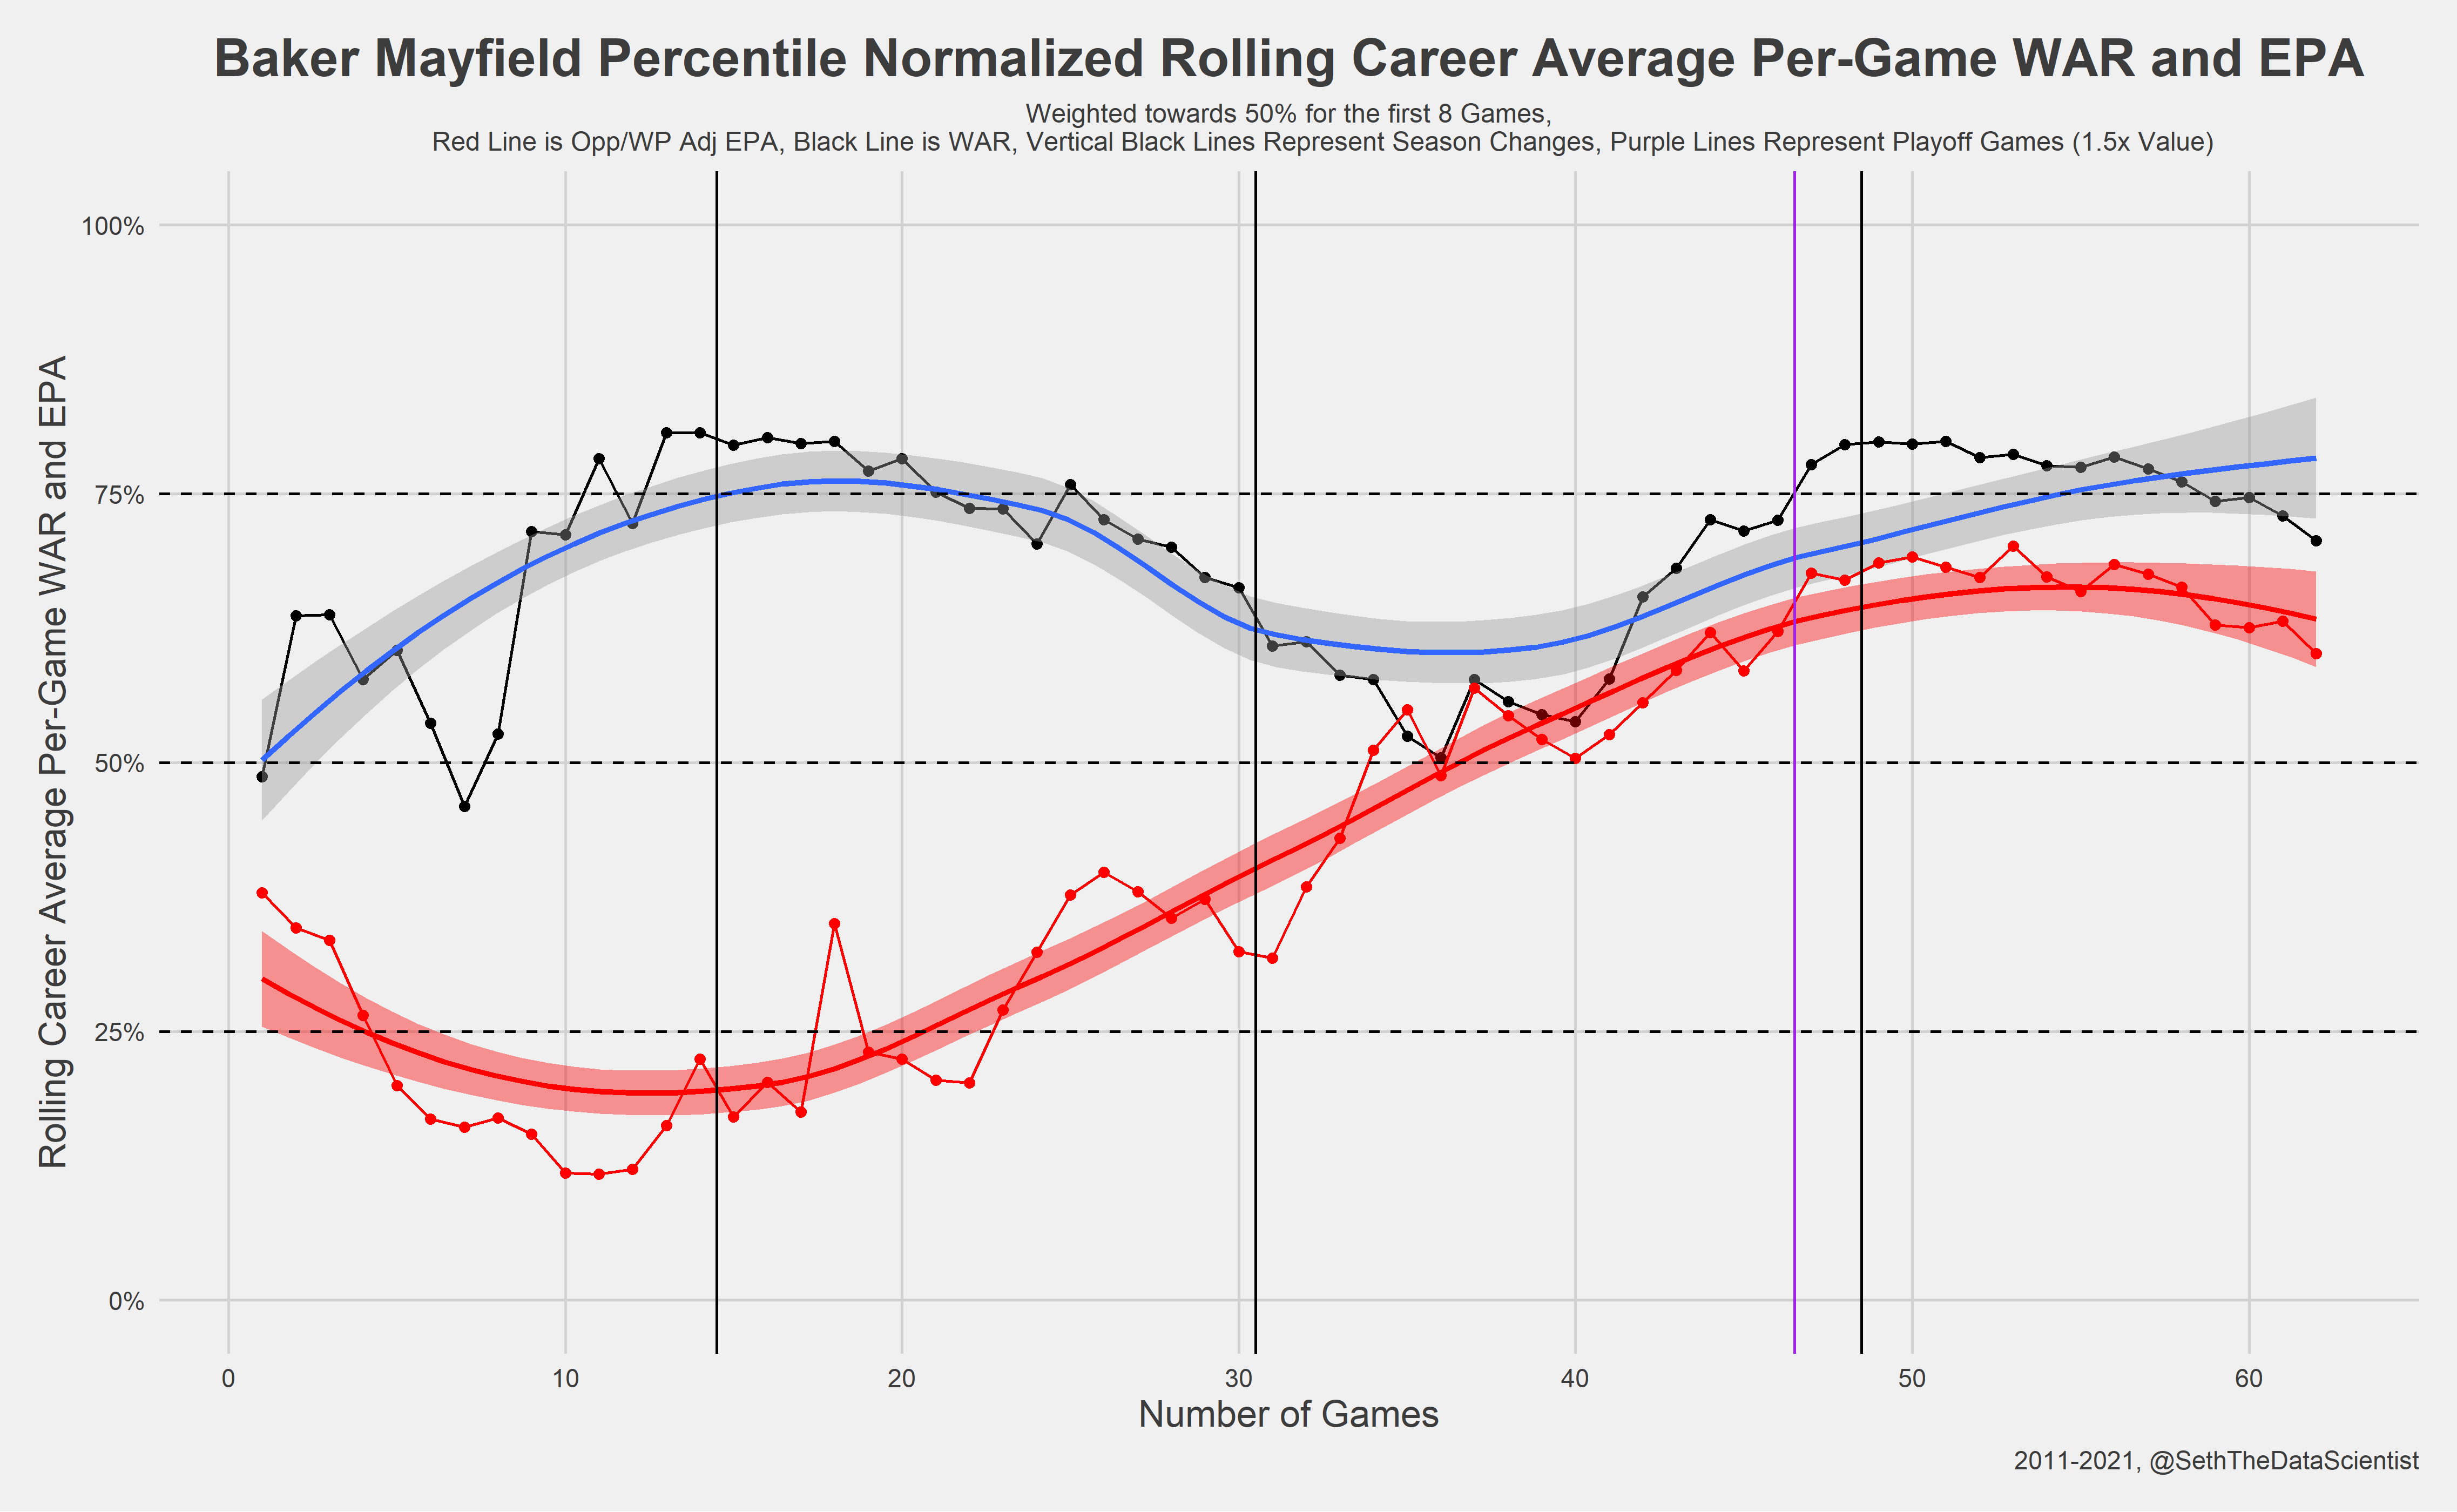 Baker Mayfield Percentile Normalized Rolling Career Average Per-Game WAR and EPA
Weighted towards 50% for the first 8 Games,
Red Line is Opp/WP Adj EPA, Black Line is WAR, Vertical Black Lines Represent Season Changes, Purple Lines Represent Playoff Games (1.5x Value)
Rolling Career Average Per-Game WAR and EPA
100%
75%
50%
25%
0%
0 10 20 30 40 50 60
Number of Games
2011-2021, @SethTheDataScientist